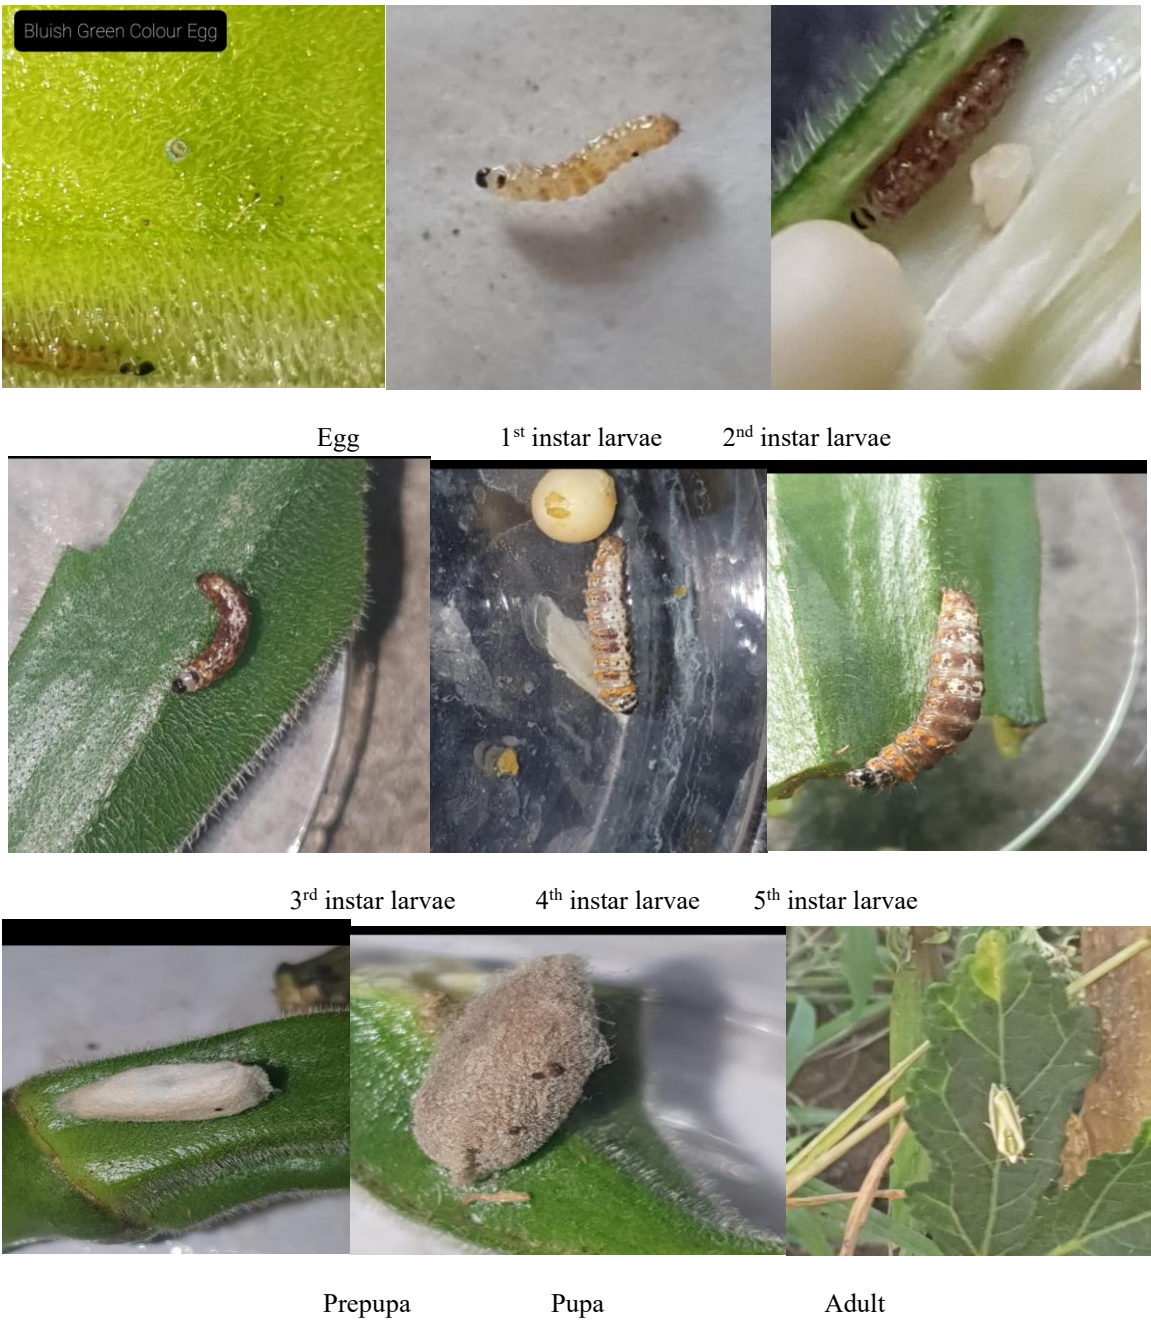 Bluish Green Colour Egg
Egg 1st instar larvae 2nd instar larvae
3rd instar larvae 4th instar larvae 5th instar larvae
Prepupa Pupa Adult